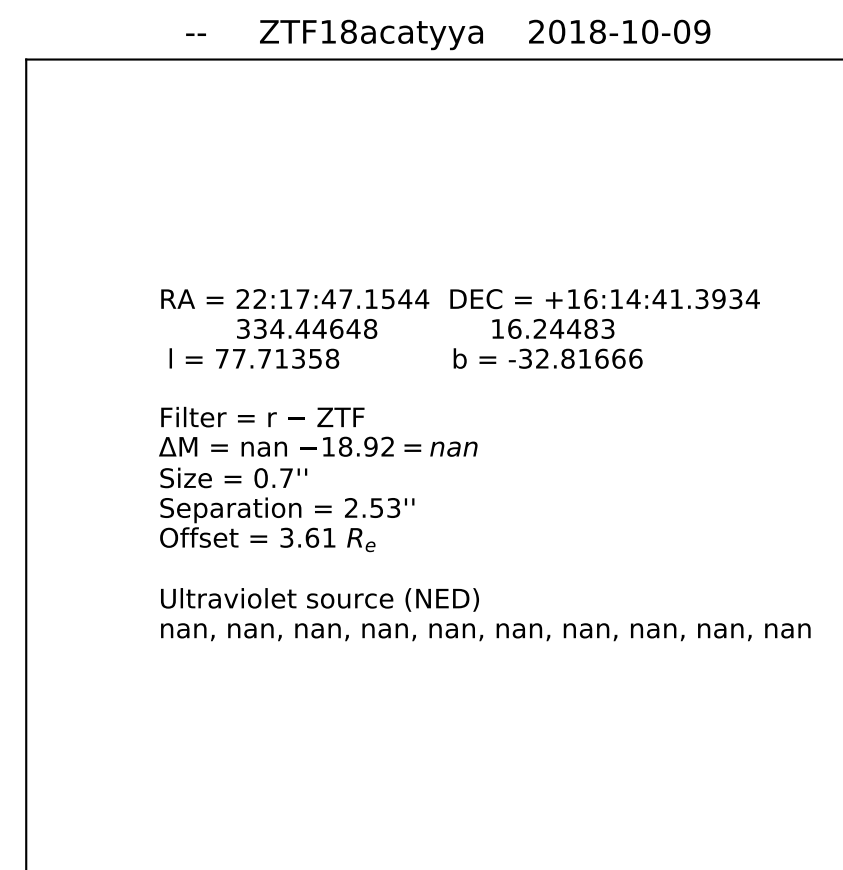 -- ZTF18acatyya 2018-10-09
RA = 22:17:47.1544 DEC = +16:14:41.3934
334.44648 16.24483
l = 77.71358 b = -32.81666
Filter = r − ZTF
ΔM = nan −18.92 = nan
Size = 0.7''
Separation = 2.53''
Offset = 3.61 Re
Ultraviolet source (NED)
nan, nan, nan, nan, nan, nan, nan, nan, nan, nan